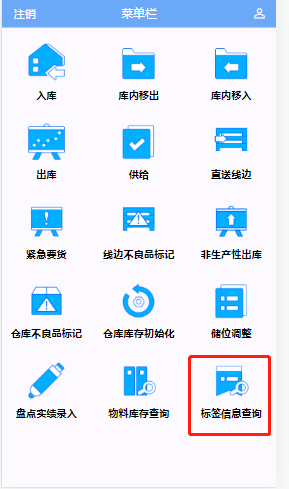 注销 菜单栏
入库 库内移出 库内移入
出库 供给 直送线边
紧急要货 线边不良品标记 非生产性出库
仓库不良品标记 仓库库存初始化 储位调整
盘点实续录入 物料库存查询 标签信息查询